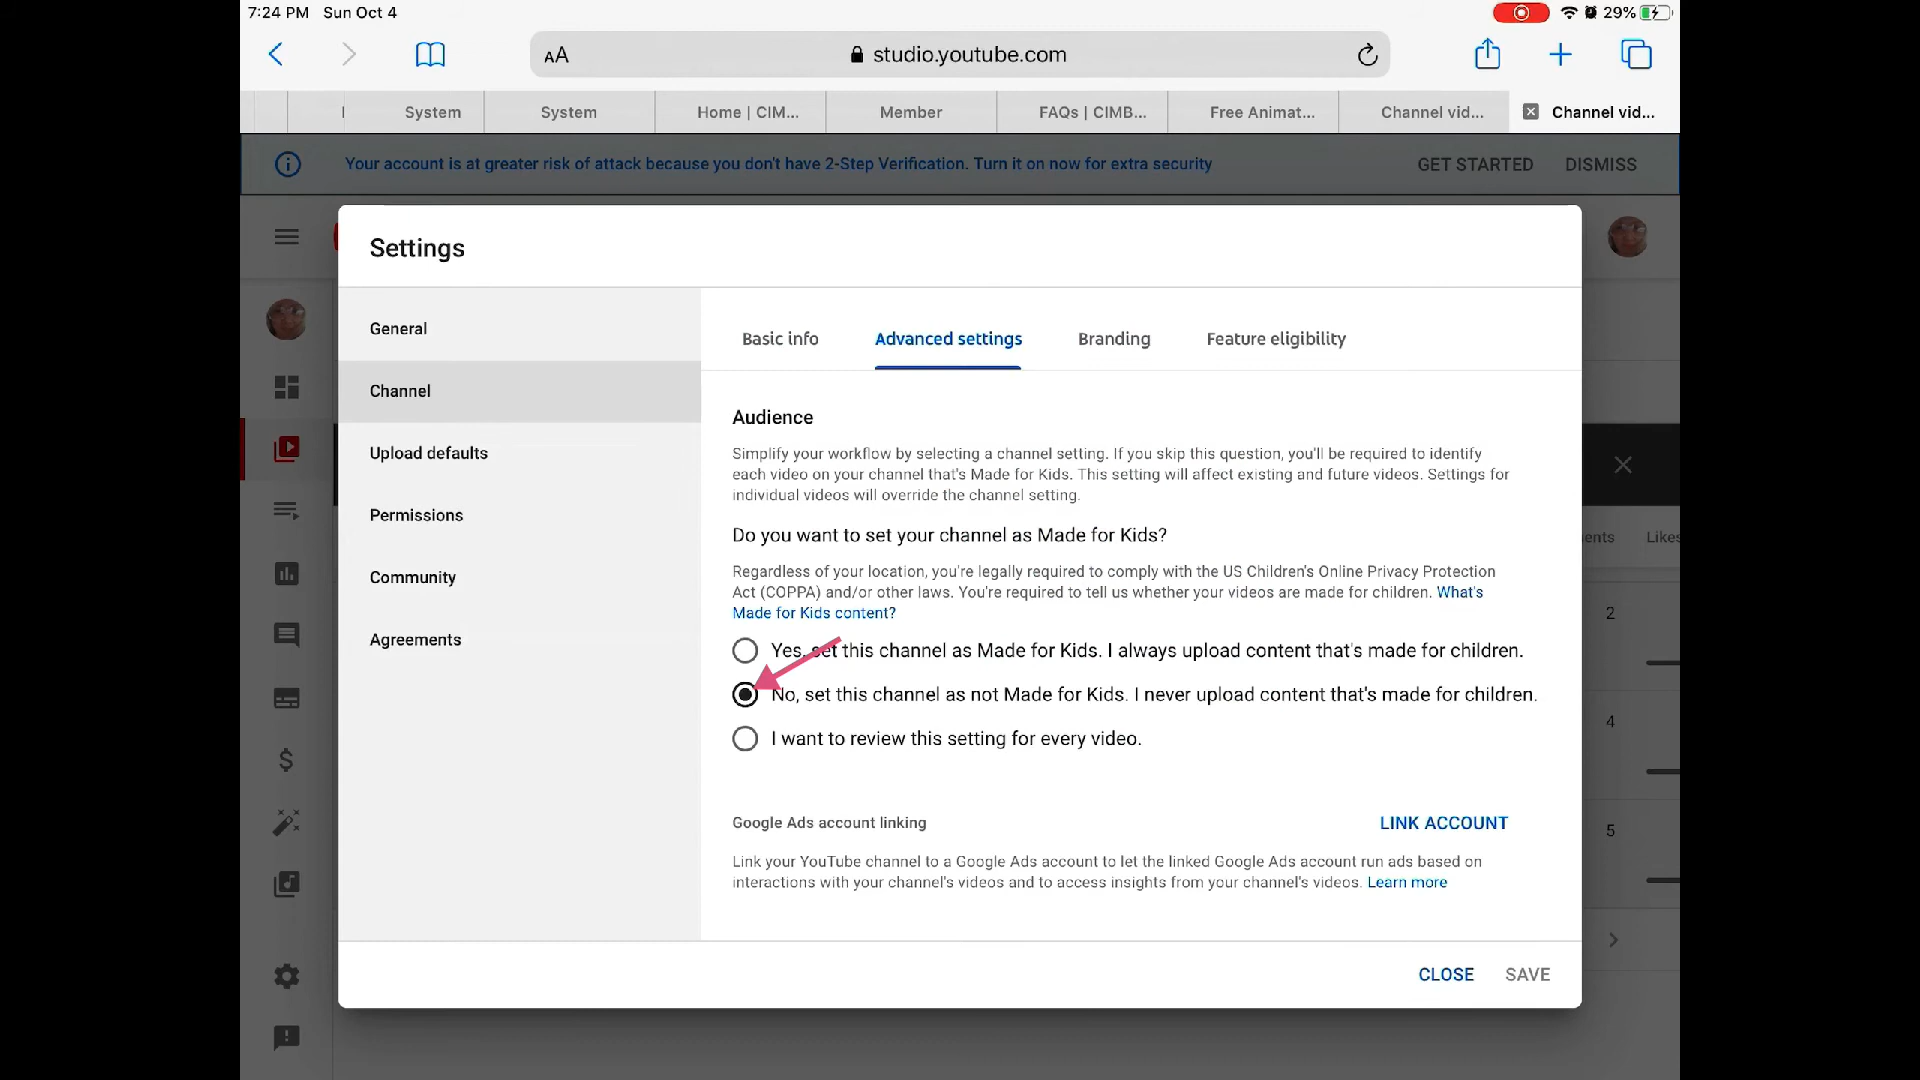 7:24 PM Sun Oct 4
29%
AA studio.youtube.com
System System Home | CIM... Member FAQs | CIMB... Free Animat... Channel vid... Channel vid...
Your account is at greater risk of attack because you don't have 2-Step Verification. Turn it on now for extra security GET STARTED DISMISS
Settings
General
Channel
Upload defaults
Permissions
Community
Agreements
Basic info Advanced settings Branding Feature eligibility
Audience
Simplify your workflow by selecting a channel setting. If you skip this question, you'll be required to identify
each video on your channel that's Made for Kids. This setting will affect existing and future videos. Settings for
individual videos will override the channel setting.
Do you want to set your channel as Made for Kids?
Regardless of your location, you're legally required to comply with the US Children's Online Privacy Protection
Act (COPPA) and/or other laws. You're required to tell us whether your videos are made for children. What's
Made for Kids content?
Yes, set this channel as Made for Kids. I always upload content that's made for children.
No, set this channel as not Made for Kids. I never upload content that's made for children.
I want to review this setting for every video.
Google Ads account linking LINK ACCOUNT
Link your YouTube channel to a Google Ads account to let the linked Google Ads account run ads based on
interactions with your channel's videos and to access insights from your channel's videos. Learn more
CLOSE SAVE
ents Likes
2
4
5